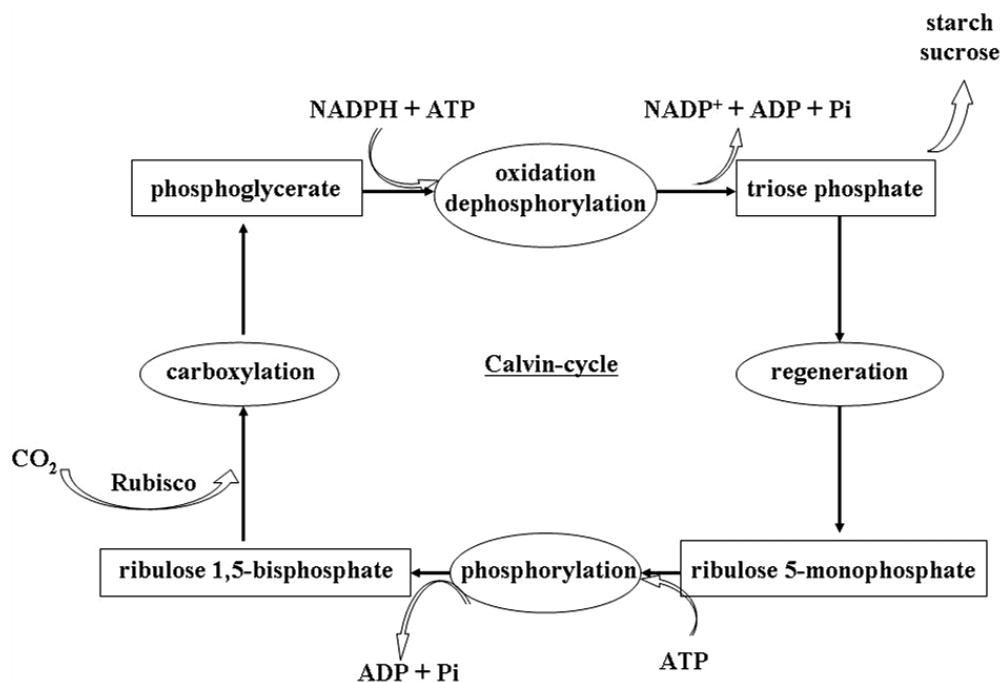 starch
sucrose
NADPH + ATP
NADP⁺ + ADP + Pi
phosphoglycerate
oxidation
dephosphorylation
triose phosphate
carboxylation
Calvin-cycle
regeneration
CO₂
Rubisco
ribulose 1,5-bisphosphate
phosphorylation
ribulose 5-monophosphate
ADP + Pi
ATP